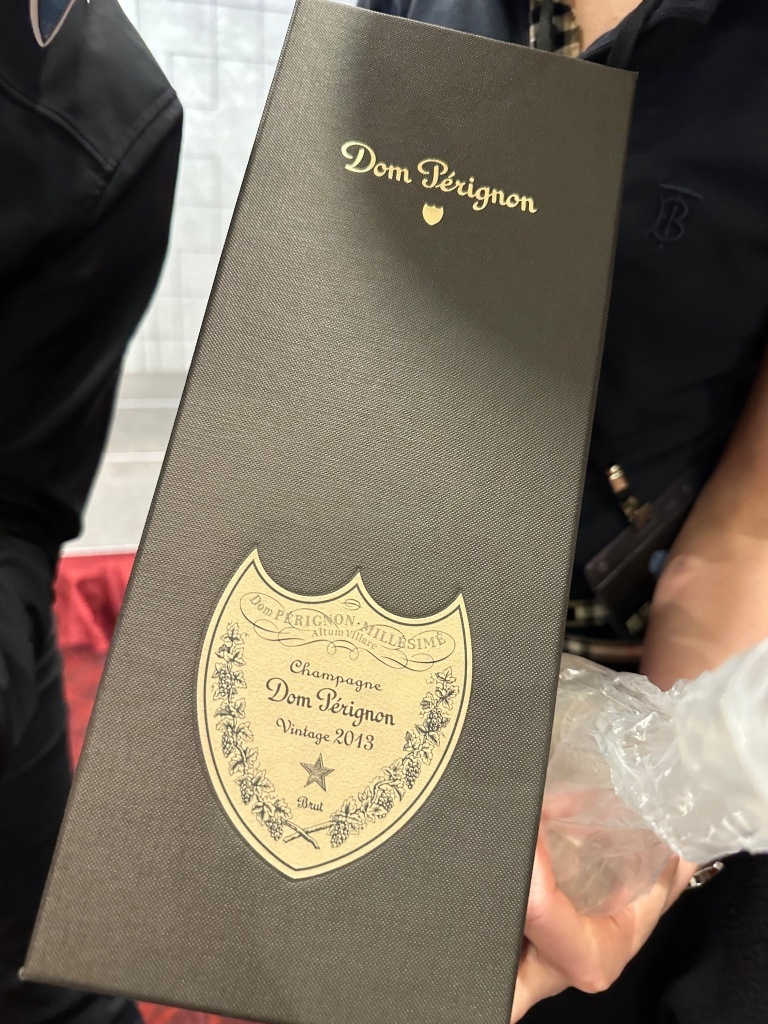 Dom Pérignon
Dom PÉRIGNON·MILLÉSIMÉ
Altum Villare
Champagne
Dom Pérignon
Vintage 2013
Brut
B